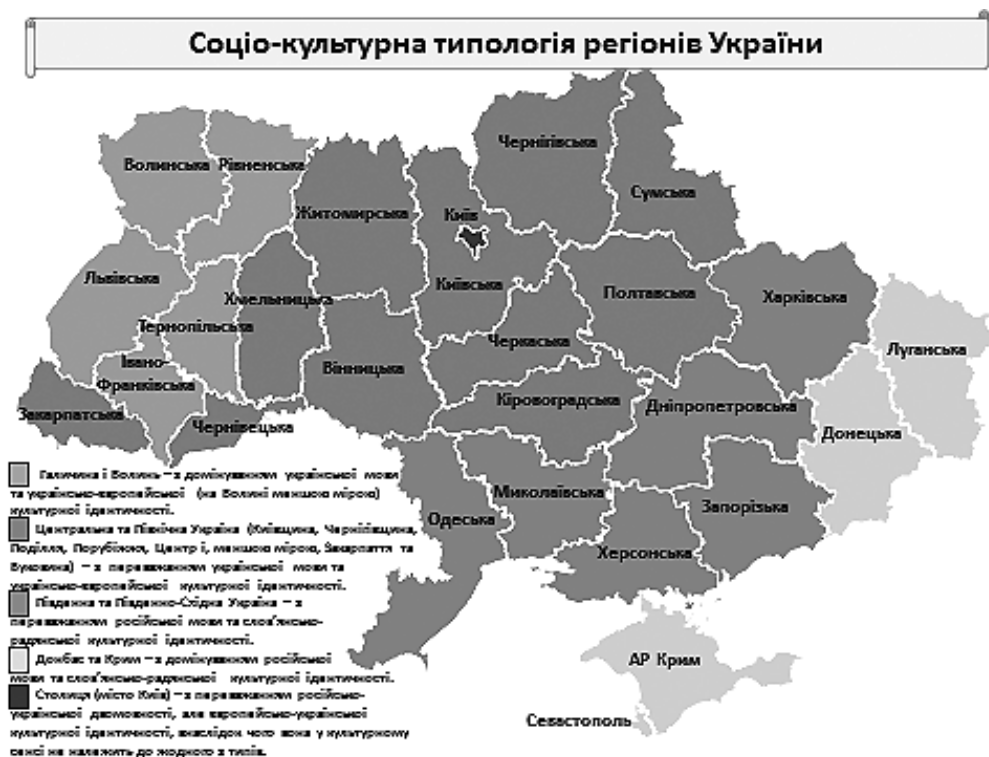 Соціо-культурна типологія регіонів України
Чернігівська
Волинська
Рівненська
Сумська
Житомирська
Київ
Львівська
Київська
Полтавська
Харківська
Хмельницька
Тернопільська
Черкаська
Луганська
Івано-
Франківська
Вінницька
Кіровоградська
Дніпропетровська
Закарпатська
Чернівецька
Донецька
Миколаївська
Запорізька
Одеська
Херсонська
АР Крим
Севастополь
Галичина і Волинь – з домінуванням української мови
та українсько-європейської (на Волині меншою мірою)
культурної ідентичності.
Центральна та Північна Україна (Київщина, Чернігівщина,
Поділля, Порубіжжя, Центр і, меншою мірою, Закарпаття та
Буковина) – з переважанням української мови та
українсько-європейської культурної ідентичності.
Південна та Південно-Східна Україна – з
переважанням російської мови та слов'янсько-
радянської культурної ідентичності.
Донбас та Крим – з домінуванням російської
мови та слов'янсько-радянської культурної ідентичності.
Столиця (місто Київ) – з переважанням російсько-
української двомовності, але європейсько-української
культурної ідентичності, внаслідок чого вона у культурному
сенсі не належить до жодного з типів.